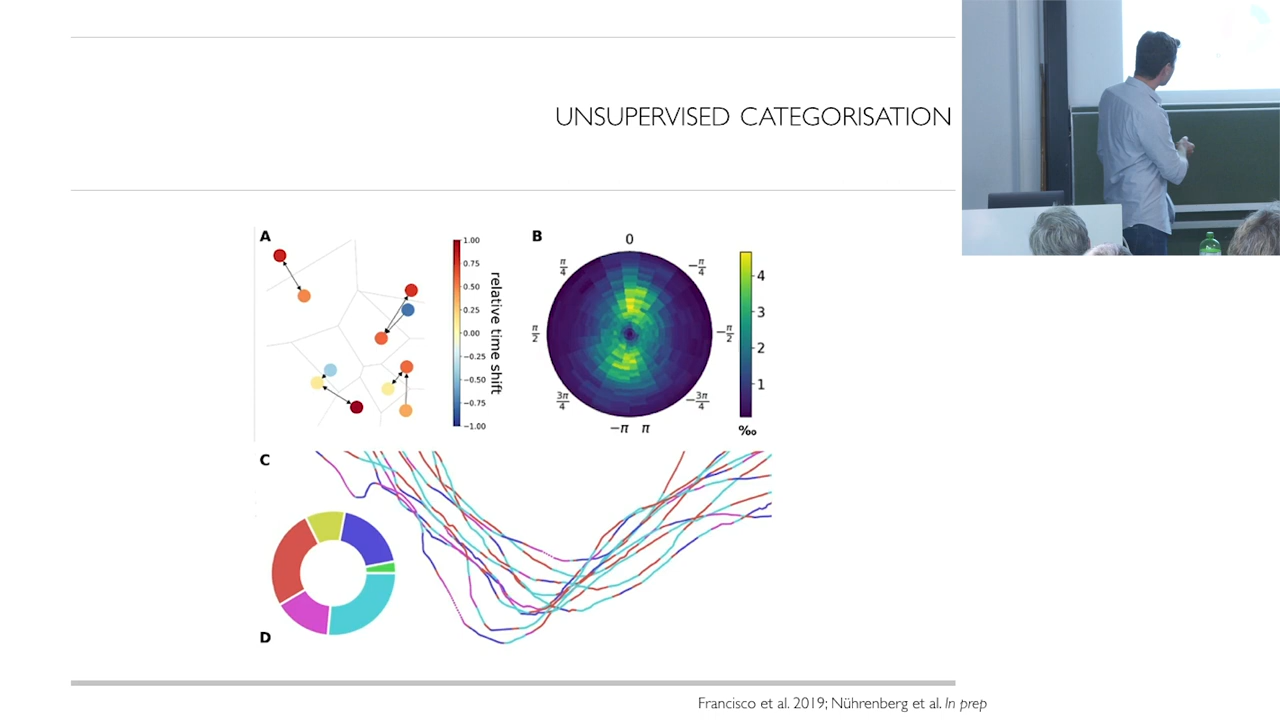 UNSUPERVISED CATEGORISATION
A
1.00
0.75
0.50
0.25
0.00
−0.25
−0.50
−0.75
−1.00
relative time shift
B
0
π/4
−π/4
π/2
−π/2
3π/4
−3π/4
−π π
4
3
2
1
‰
C
D
Francisco et al. 2019; Nührenberg et al. In prep